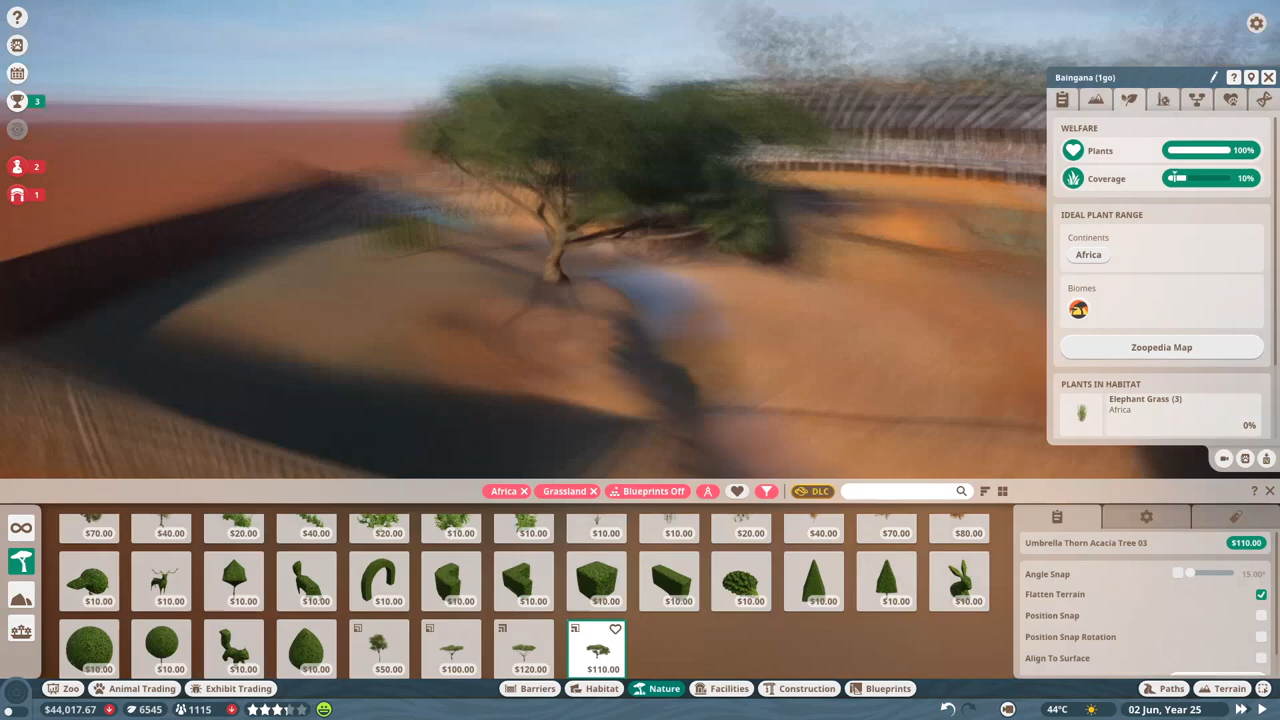 ?
3
2
1
Baingana (1go)
?
WELFARE
Plants
100%
Coverage
10%
IDEAL PLANT RANGE
Continents
Africa
Biomes
Zoopedia Map
PLANTS IN HABITAT
Elephant Grass (3)
Africa
0%
Africa
Grassland
Blueprints Off
DLC
?
$70.00 $40.00 $20.00 $40.00 $20.00 $10.00 $10.00 $10.00 $10.00 $20.00 $40.00 $70.00 $80.00
$10.00 $10.00 $10.00 $10.00 $10.00 $10.00 $10.00 $10.00 $10.00 $10.00 $10.00 $10.00 $10.00
$10.00 $10.00 $10.00 $10.00 $50.00 $100.00 $120.00 $110.00
Umbrella Thorn Acacia Tree 03
$110.00
Angle Snap
15.00°
Flatten Terrain
Position Snap
Position Snap Rotation
Align To Surface
Zoo
Animal Trading
Exhibit Trading
Barriers
Habitat
Nature
Facilities
Construction
Blueprints
Paths
Terrain
$44,017.67
6545
1115
44°C
02 Jun, Year 25